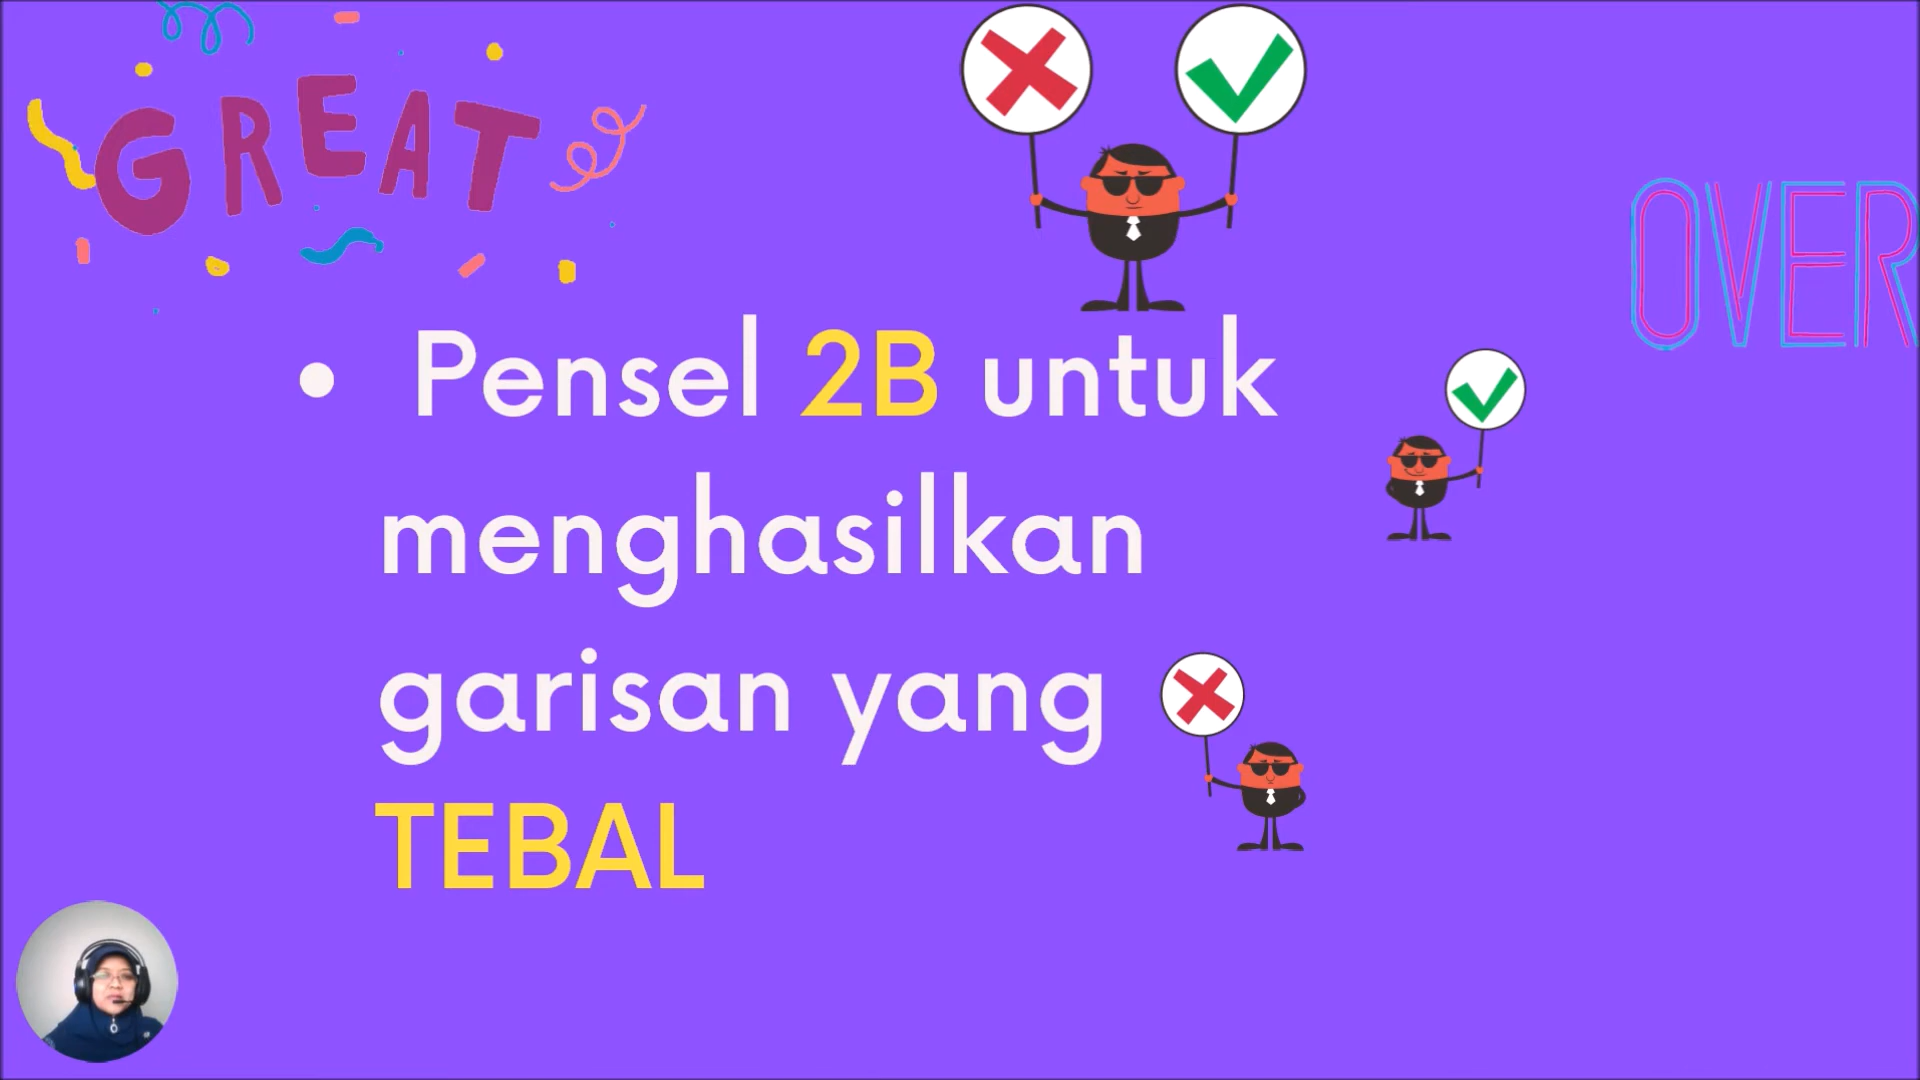 GREAT
OVER
• Pensel 2B untuk
menghasilkan
garisan yang
TEBAL